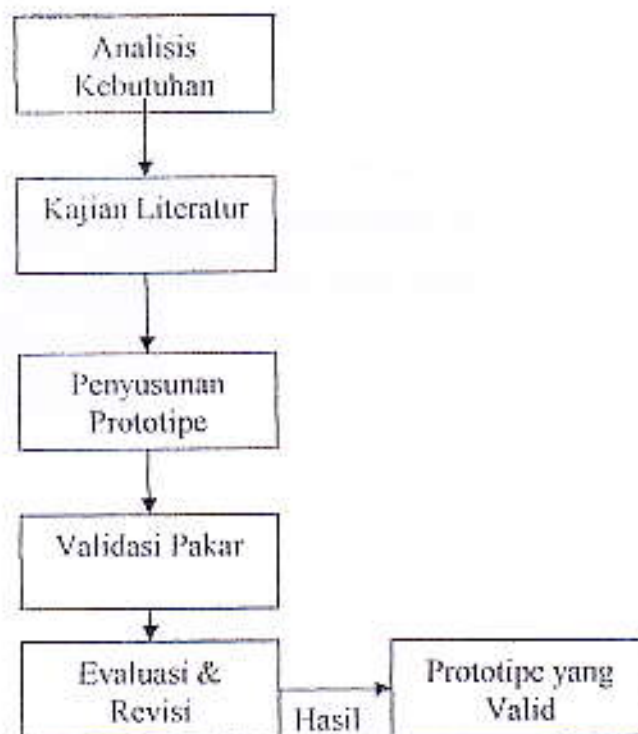 Analisis
Kebutuhan
Kajian Literatur
Penyusunan
Prototipe
Validasi Pakar
Evaluasi &
Revisi
Hasil
Prototipe yang
Valid